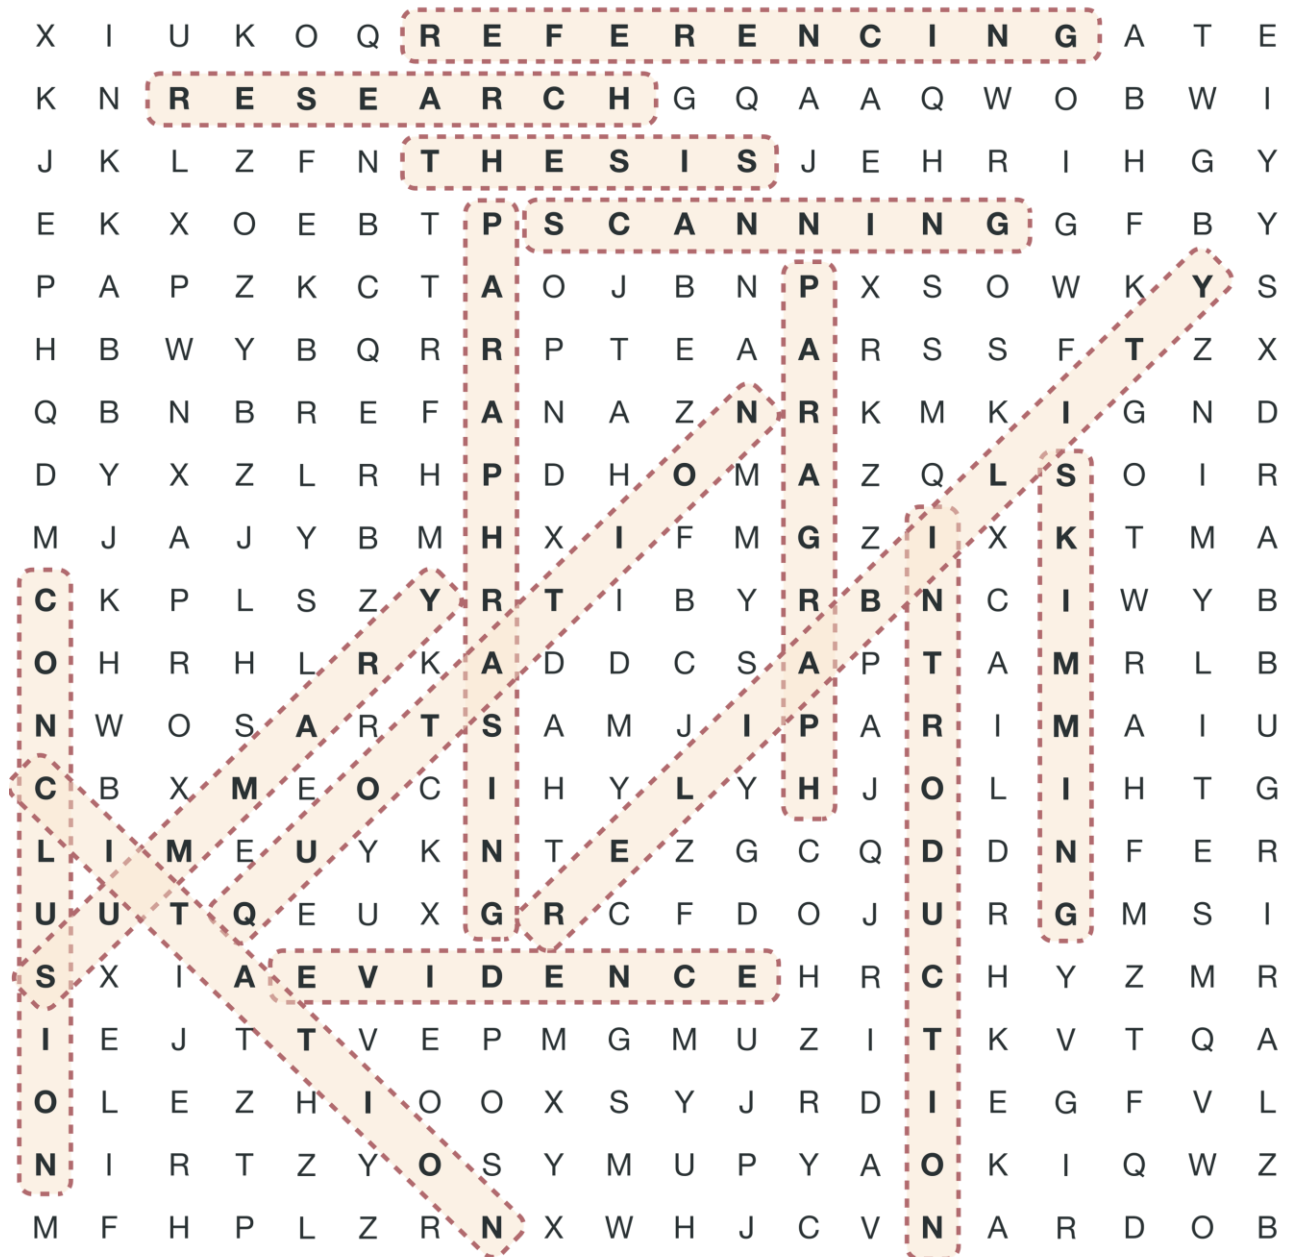 X I U K O Q R E F E R E N C I N G A T E
K N R E S E A R C H G Q A A Q W O B W I
J K L Z F N T H E S I S J E H R I H G Y
E K X O E B T P S C A N N I N G G F B Y
P A P Z K C T A O J B N P X S O W K Y S
H B W Y B Q R R P T E A A R S S F T Z X
Q B N B R E F A N A Z N R K M K I G N D
D Y X Z L R H P D H O M A Z Q L S O I R
M J A J Y B M H X I F M G Z I X K T M A
C K P L S Z Y R T I B Y R B N C I W Y B
O H R H L R K A D D C S A P T A M R L B
N W O S A R T S A M J I P A R I M A I U
C B X M E O C I H Y L Y H J O L I H T G
L I M E U Y K N T E Z G C Q D D N F E R
U U T Q E U X G R C F D O J U R G M S I
S X I A E V I D E N C E H R C H Y Z M R
I E J T T V E P M G M U Z I T K V T Q A
O L E Z H I O O X S Y J R D I E G F V L
N I R T Z Y O S Y M U P Y A O K I Q W Z
M F H P L Z R N X W H J C V N A R D O B